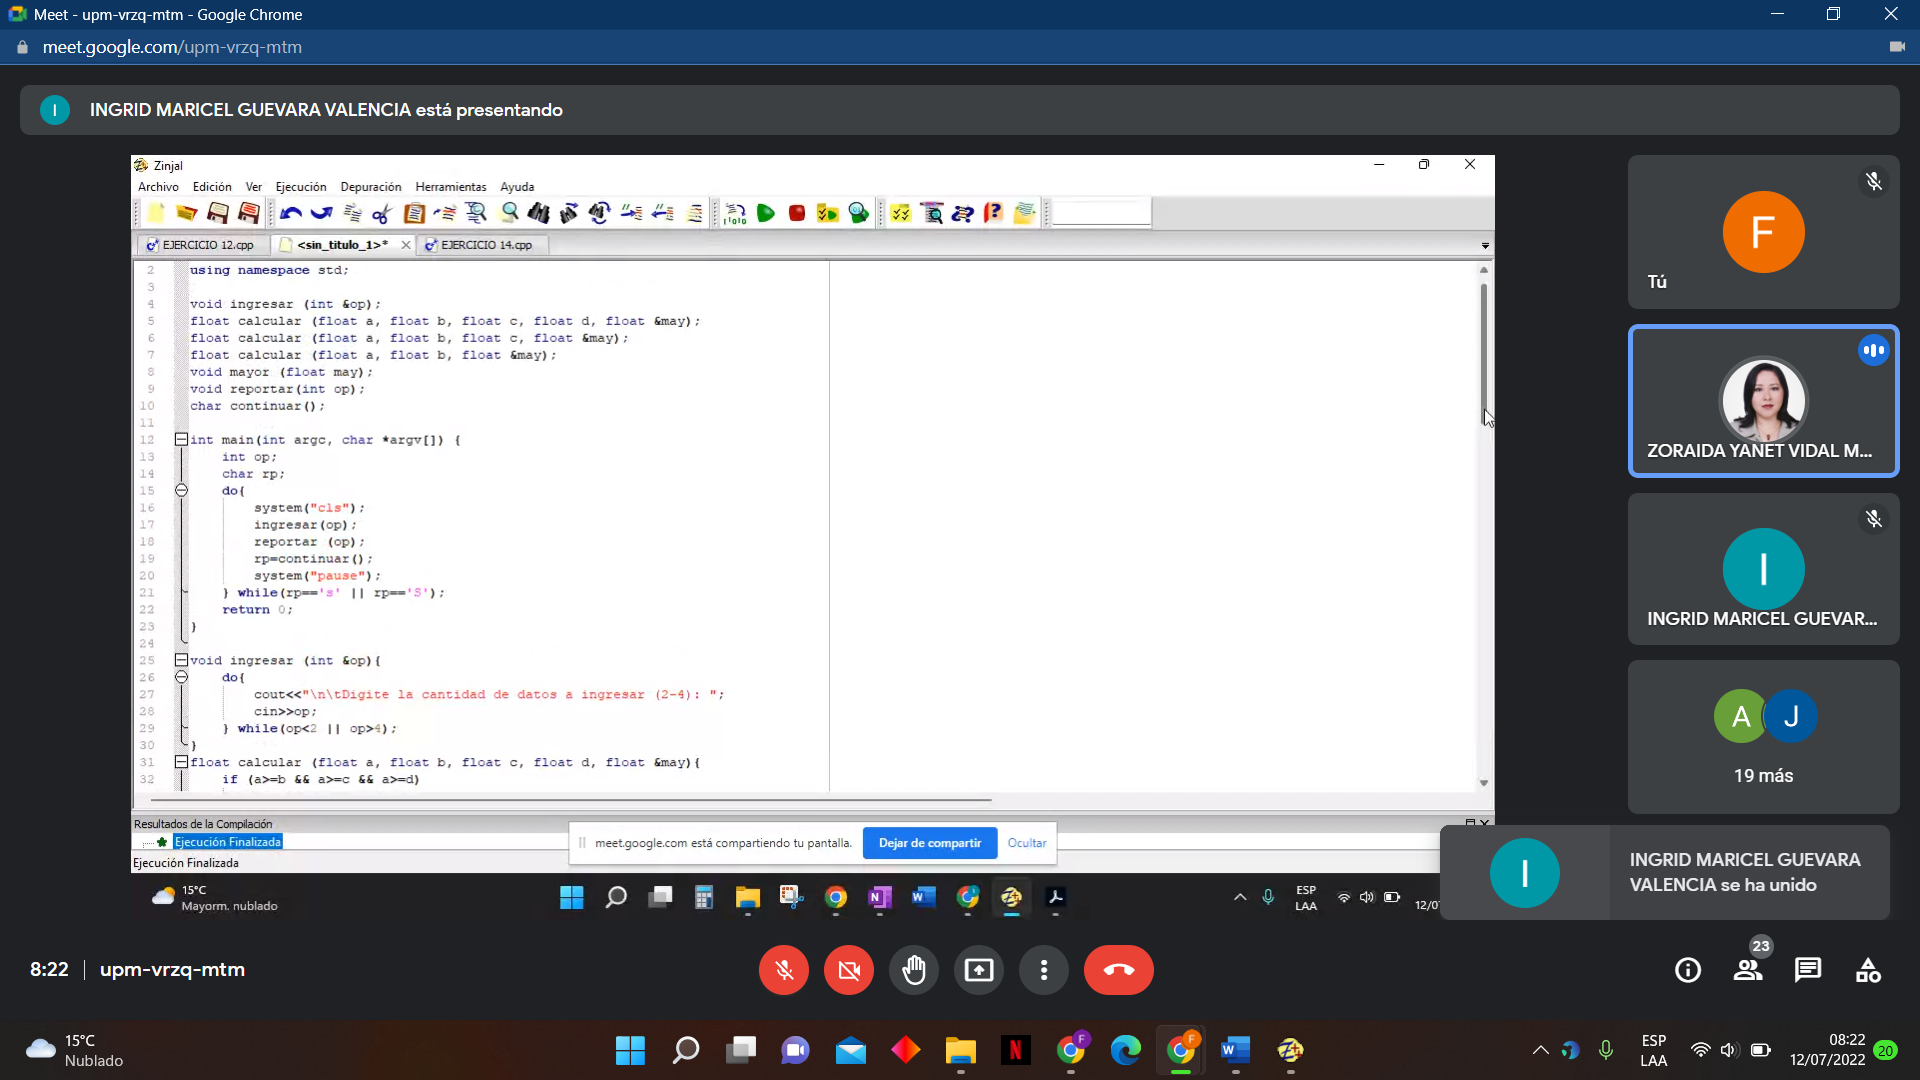 Meet - upm-vrzq-mtm - Google Chrome
meet.google.com/upm-vrzq-mtm
I INGRID MARICEL GUEVARA VALENCIA está presentando
ZinjaI
Archivo Edición Ver Ejecución Depuración Herramientas Ayuda
EJERCICIO 12.cpp <sin_titulo_1>* EJERCICIO 14.cpp
2 using namespace std;
3
4 void ingresar (int &op);
5 float calcular (float a, float b, float c, float d, float &may);
6 float calcular (float a, float b, float c, float &may);
7 float calcular (float a, float b, float &may);
8 void mayor (float may);
9 void reportar(int op);
10 char continuar();
11
12 int main(int argc, char *argv[]) {
13 int op;
14 char rp;
15 do{
16 system("cls");
17 ingresar(op);
18 reportar (op);
19 rp=continuar();
20 system("pause");
21 } while(rp=='s' || rp=='S');
22 return 0;
23 }
24
25 void ingresar (int &op){
26 do{
27 cout<<"\n\tDigite la cantidad de datos a ingresar (2-4): ";
28 cin>>op;
29 } while(op<2 || op>4);
30 }
31 float calcular (float a, float b, float c, float d, float &may){
32 if (a>=b && a>=c && a>=d)
Resultados de la Compilación
Ejecución Finalizada
Ejecución Finalizada
meet.google.com está compartiendo tu pantalla. Dejar de compartir Ocultar
15°C
Mayorm. nublado
ESP
LAA
12/07
F
Tú
ZORAIDA YANET VIDAL M...
I
INGRID MARICEL GUEVAR...
A J
19 más
I
INGRID MARICEL GUEVARA
VALENCIA se ha unido
8:22 upm-vrzq-mtm
23
15°C
Nublado
ESP
LAA
08:22
12/07/2022
20